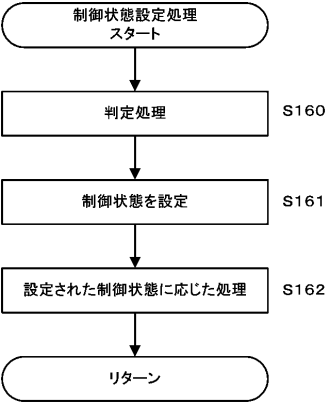 制御状態設定処理
スタート
判定処理
S160
制御状態を設定
S161
設定された制御状態に応じた処理
S162
リターン